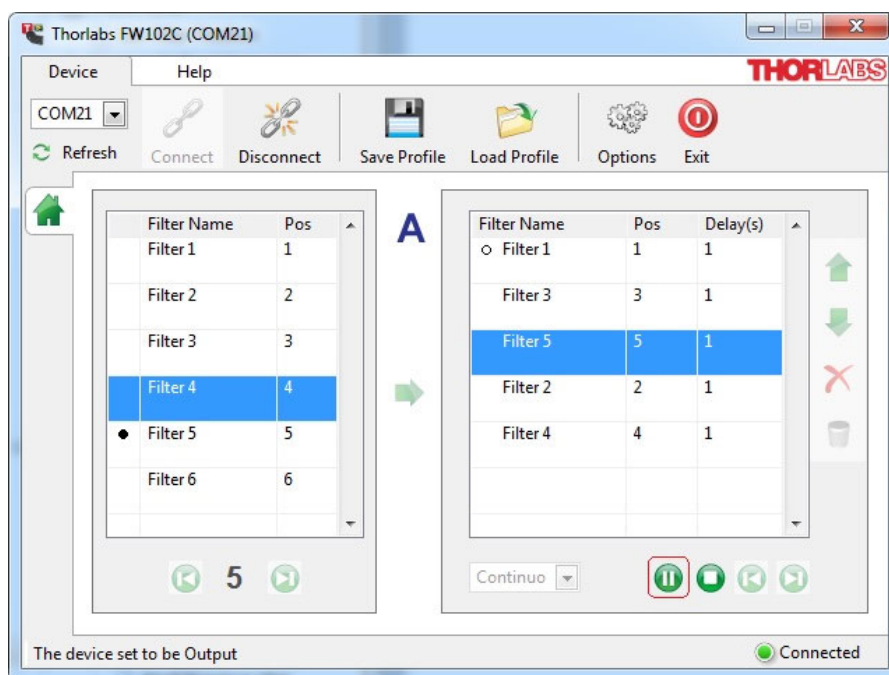 Thorlabs FW102C (COM21)
Device Help
THORLABS
COM21
Refresh
Connect Disconnect Save Profile Load Profile Options Exit
Filter Name Pos
Filter 1 1
Filter 2 2
Filter 3 3
Filter 4 4
Filter 5 5
Filter 6 6
5
A
Filter Name Pos Delay(s)
Filter 1 1 1
Filter 3 3 1
Filter 5 5 1
Filter 2 2 1
Filter 4 4 1
Continuo
The device set to be Output
Connected